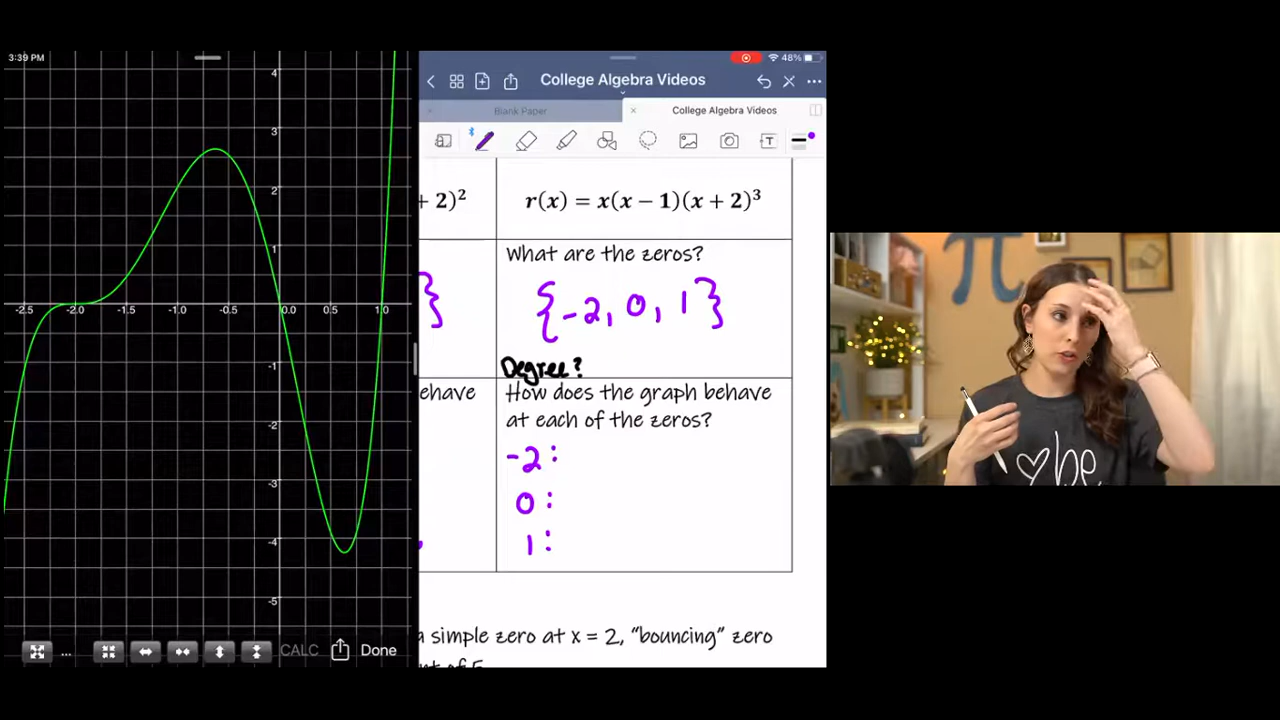 3:39 PM
48%
College Algebra Videos
Blank Paper
College Algebra Videos
T
4
3
2
1
-2.5 -2.0 -1.5 -1.0 -0.5 0.0 0.5 1.0
-1
-2
-3
-4
-5
... CALC Done
+ 2)²
r(x) = x(x − 1)(x + 2)³
What are the zeros?
}
{-2, 0, 1}
Degree?
ehave
How does the graph behave
at each of the zeros?
-2:
0:
1:
a simple zero at x = 2, "bouncing" zero
π
be